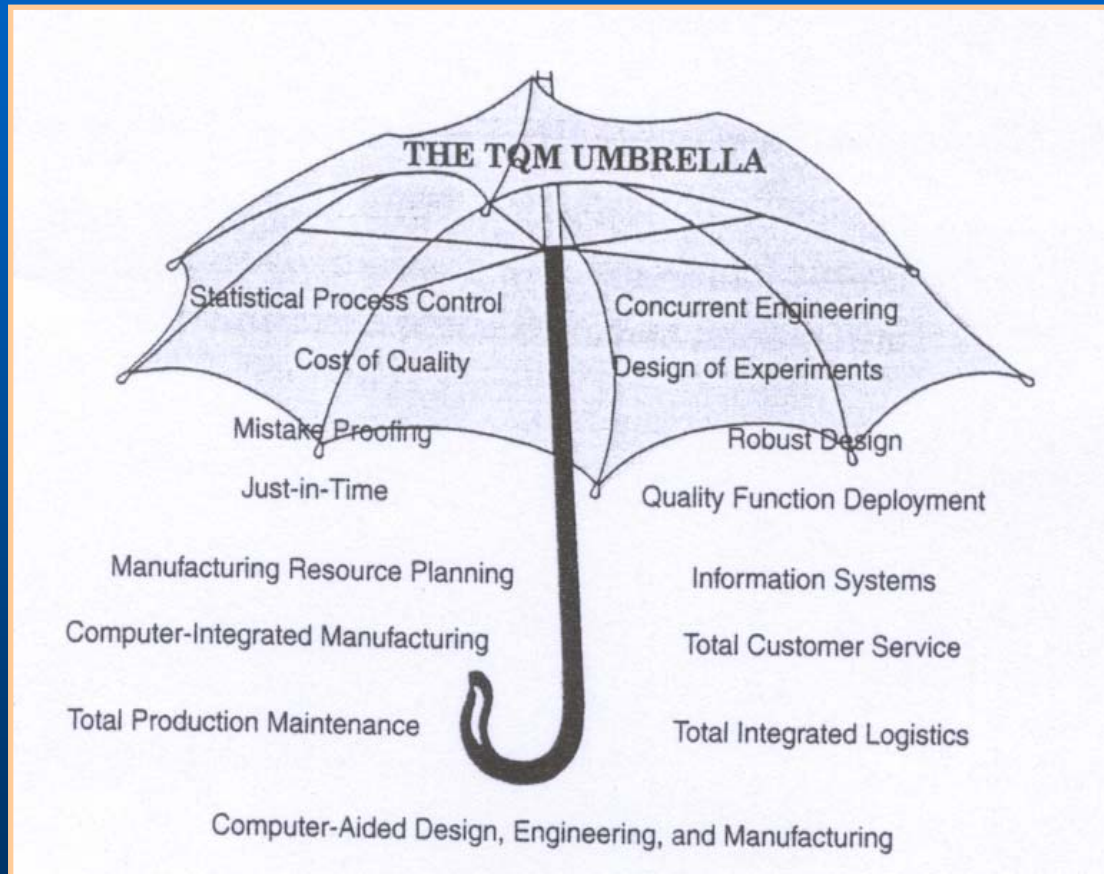 THE TQM UMBRELLA
Statistical Process Control
Concurrent Engineering
Cost of Quality
Design of Experiments
Mistake Proofing
Robust Design
Just-in-Time
Quality Function Deployment
Manufacturing Resource Planning
Information Systems
Computer-Integrated Manufacturing
Total Customer Service
Total Production Maintenance
Total Integrated Logistics
Computer-Aided Design, Engineering, and Manufacturing